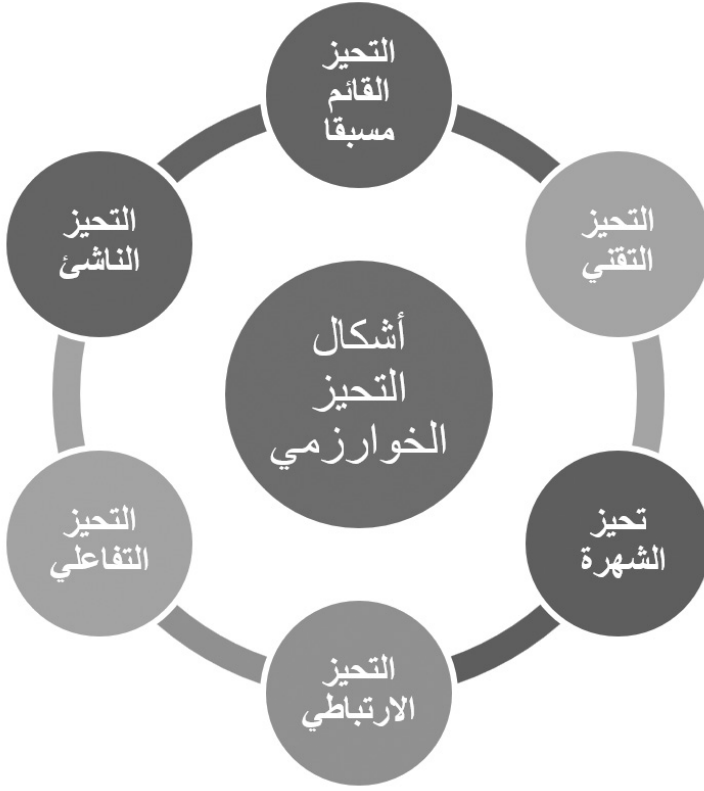 التحيز
القائم
مسبقا
التحيز
التقني
تحيز
الشهرة
التحيز
الارتباطي
التحيز
التفاعلي
التحيز
الناشئ
أشكال
التحيز
الخوارزمي